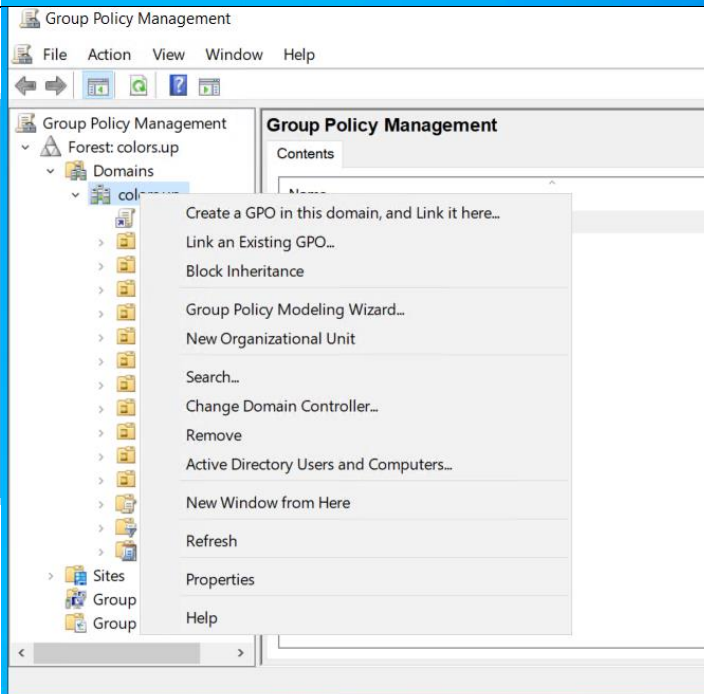 Group Policy Management
File Action View Window Help
Group Policy Management
Forest: colors.up
Domains
Sites
Group
Group
Group Policy Management
Contents
Create a GPO in this domain, and Link it here...
Link an Existing GPO...
Block Inheritance
Group Policy Modeling Wizard...
New Organizational Unit
Search...
Change Domain Controller...
Remove
Active Directory Users and Computers...
New Window from Here
Refresh
Properties
Help